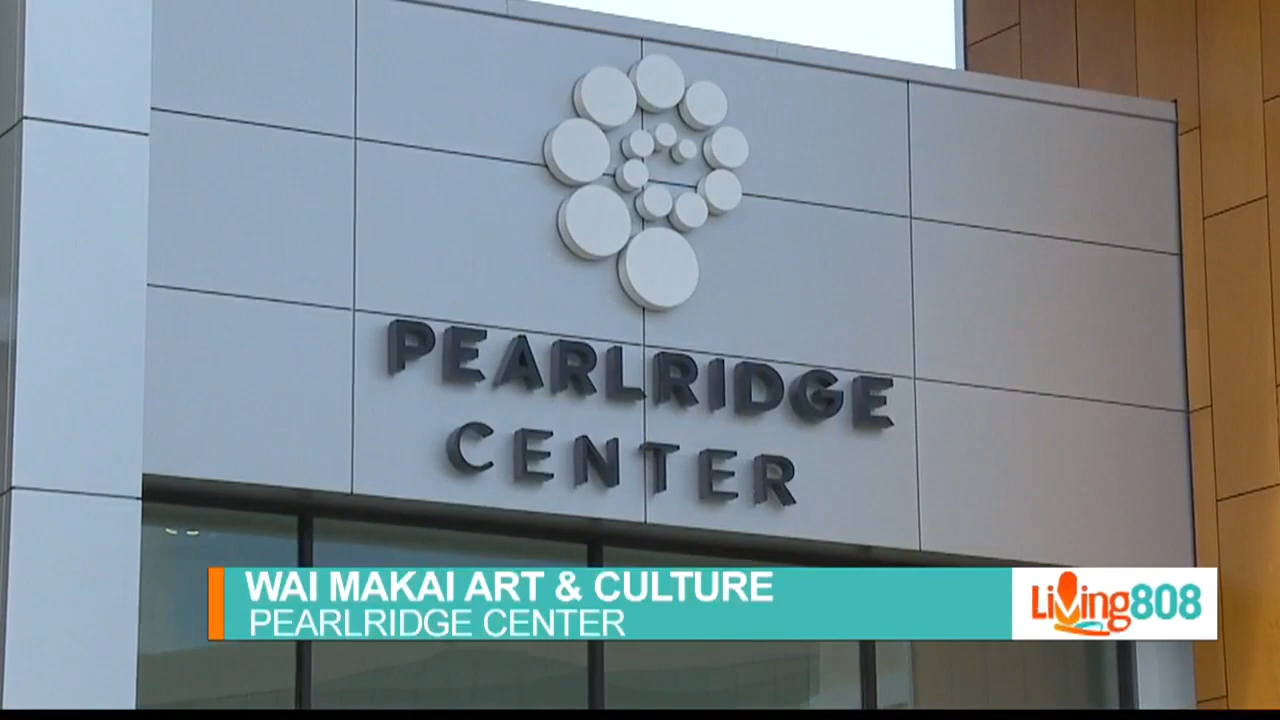 PEARLRIDGE
CENTER
WAI MAKAI ART & CULTURE
PEARLRIDGE CENTER
Living808